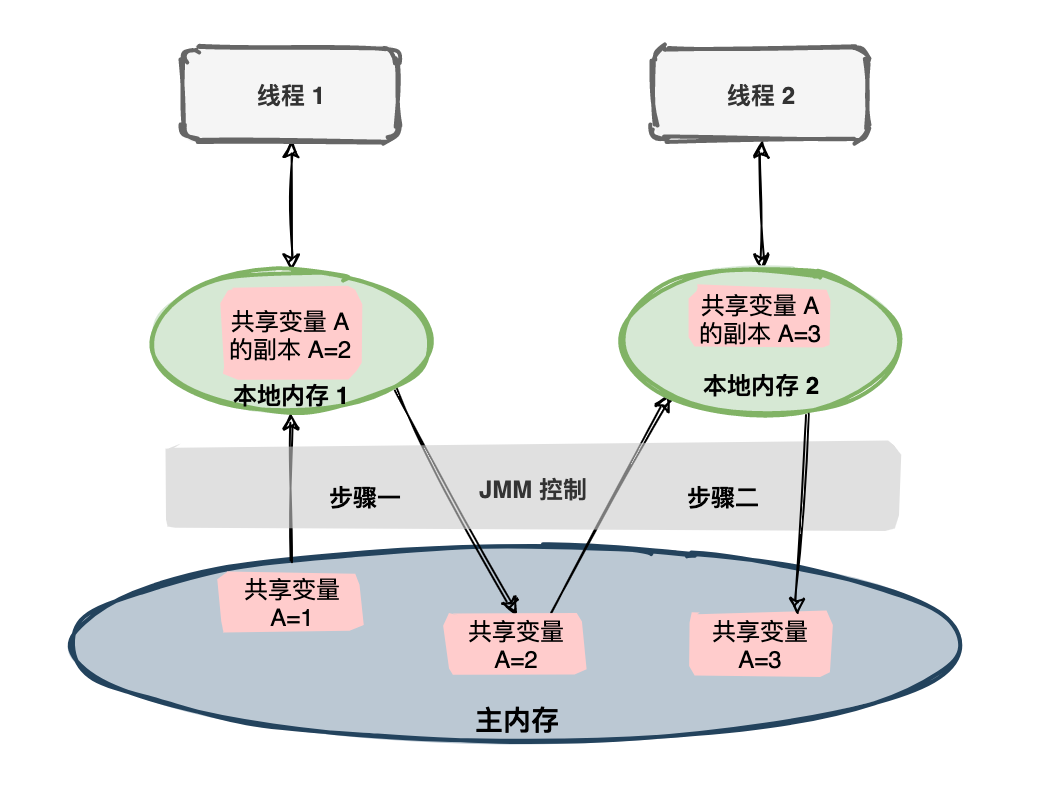 线程 1
线程 2
共享变量 A
的副本 A=2
本地内存 1
共享变量 A
的副本 A=3
本地内存 2
步骤一
JMM 控制
步骤二
共享变量
A=1
共享变量
A=2
共享变量
A=3
主内存